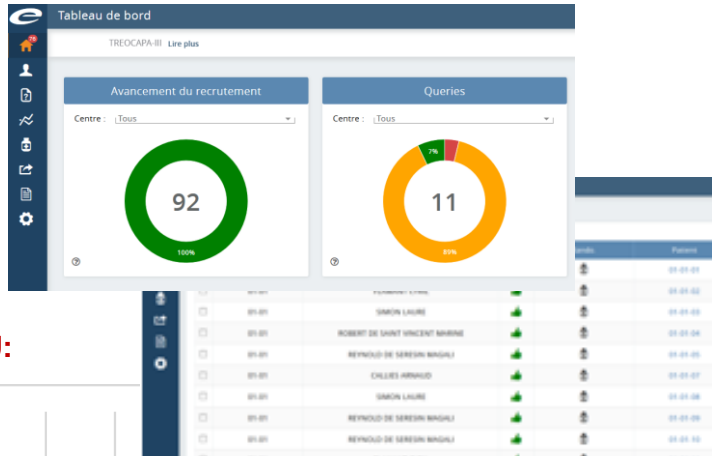 Tableau de bord
78
TREOCAPA-III Lire plus
Avancement du recrutement
Queries
Centre : Tous
Centre : Tous
92
100%
7%
11
89%
Patient
01-01-01
01-01 01-01-02
01-01 SIMON LAURE 01-01-03
01-01 ROBERT DE SAINT VINCENT MARINE 01-01-04
01-01 REYNOLD DE SERESIN MAGALI 01-01-05
01-01 CALLIES ARNAUD 01-01-07
01-01 SIMON LAURE 01-01-08
01-01 REYNOLD DE SERESIN MAGALI 01-01-09
01-01 REYNOLD DE SERESIN MAGALI 01-01-10